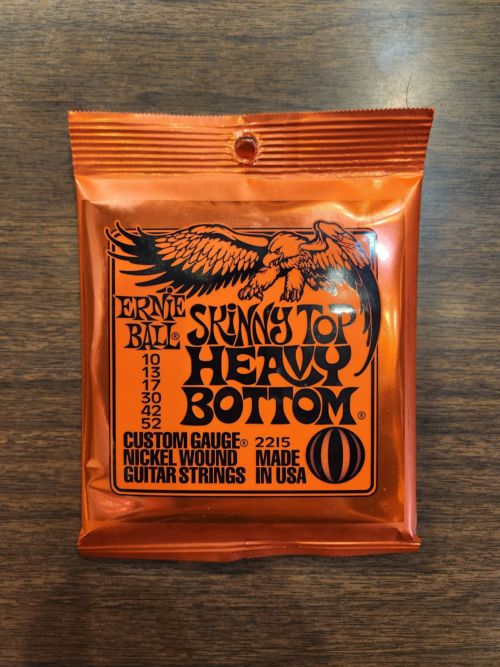 ERNiE
BALL®
SKiNNY TOP
HEAVY
BOTTOM®
10
13
17
30
42
52
CUSTOM GAUGE® 2215
NICKEL WOUND MADE
GUITAR STRINGS IN USA